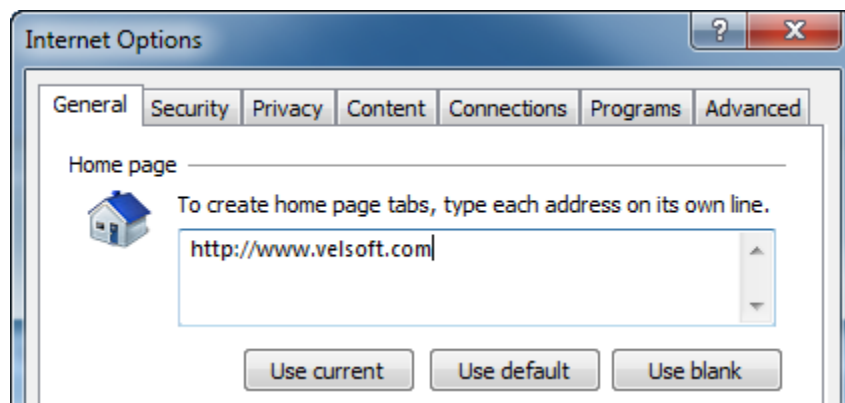 Internet Options
General Security Privacy Content Connections Programs Advanced
Home page
To create home page tabs, type each address on its own line.
http://www.velsoft.com
Use current Use default Use blank